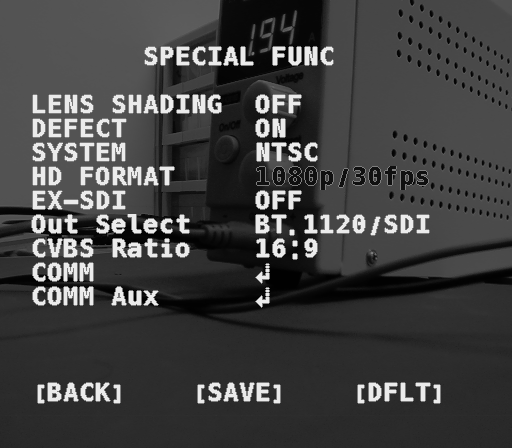 194
SPECIAL FUNC
LENS SHADING OFF
DEFECT ON
SYSTEM NTSC
HD FORMAT 1080p/30fps
EX-SDI OFF
Out Select BT.1120/SDI
CVBS Ratio 16:9
COMM ↲
COMM Aux ↲
[BACK] [SAVE] [DFLT]